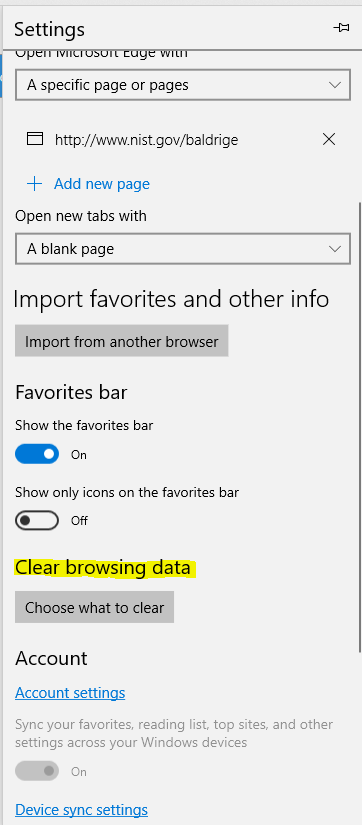 Settings
Open Microsoft Edge with
A specific page or pages
http://www.nist.gov/baldrige
Add new page
Open new tabs with
A blank page
Import favorites and other info
Import from another browser
Favorites bar
Show the favorites bar
On
Show only icons on the favorites bar
Off
Clear browsing data
Choose what to clear
Account
Account settings
Sync your favorites, reading list, top sites, and other
settings across your Windows devices
On
Device sync settings